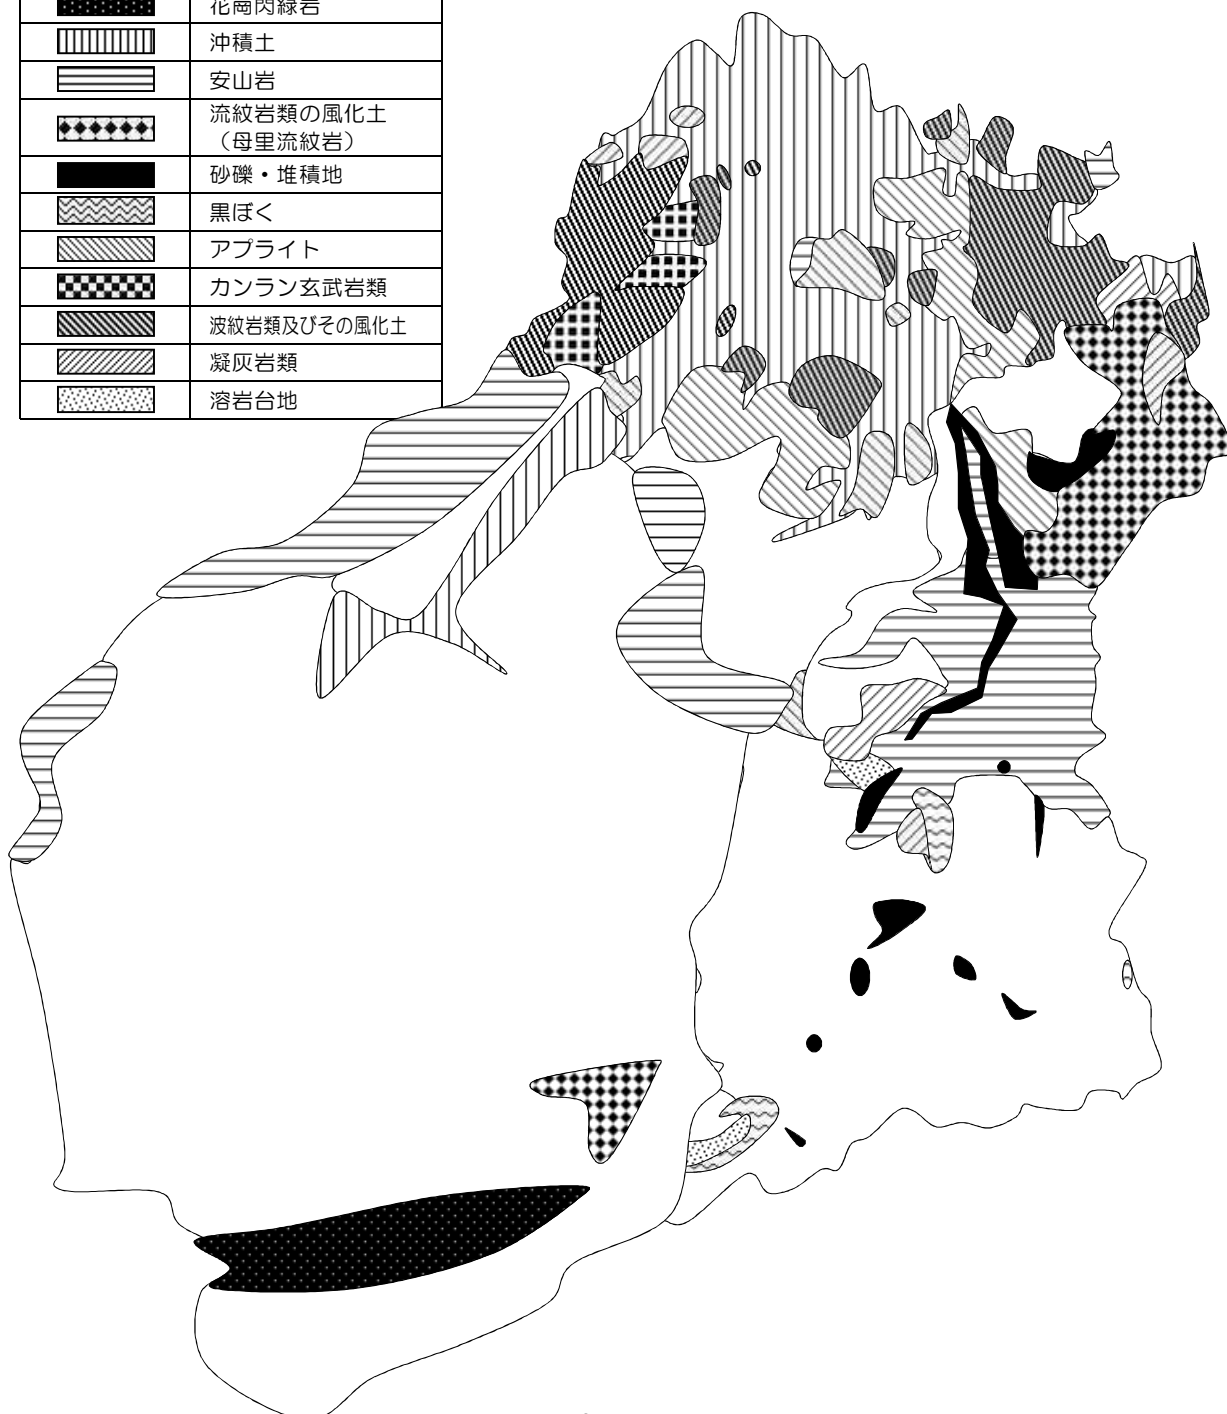 花崗閃緑岩
沖積土
安山岩
流紋岩類の風化土
（母里流紋岩）
砂礫・堆積地
黒ぼく
アプライト
カンラン玄武岩類
波紋岩類及びその風化土
凝灰岩類
溶岩台地